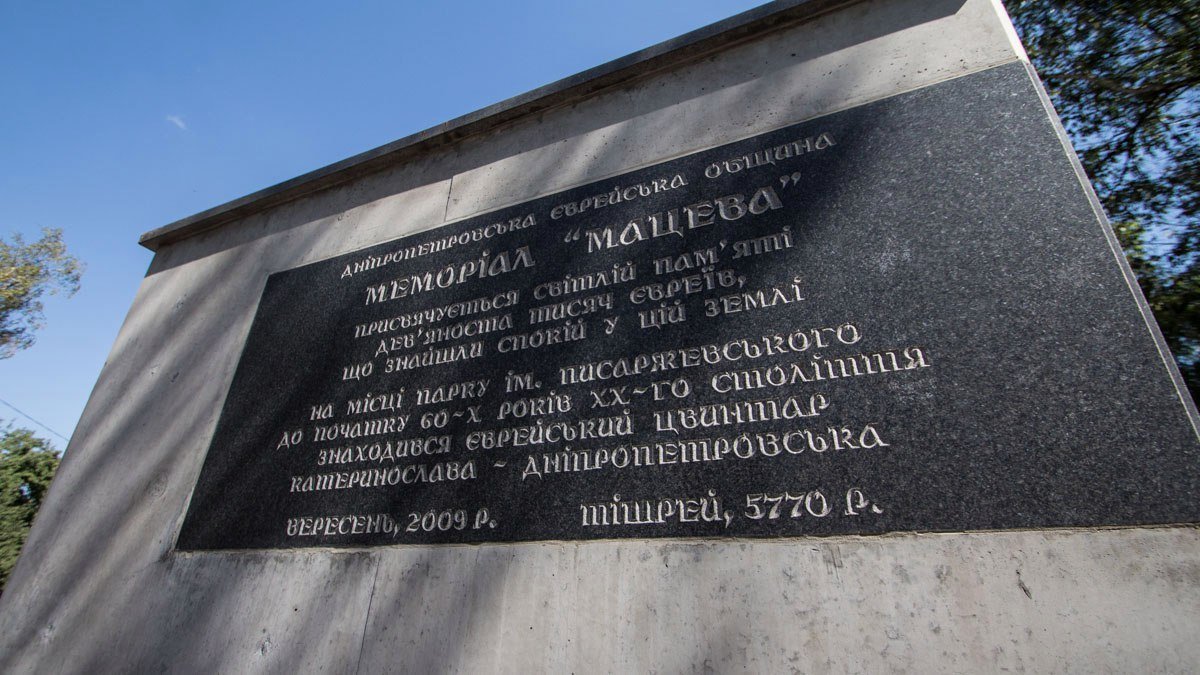 ДНІПРОПЕТРОВСЬКА ЄВРЕЙСЬКА ОБЩИНА
МЕМОРІАЛ "МАЦЕВА"
ПРИСВЯЧУЄТЬСЯ СВІТЛІЙ ПАМ'ЯТІ
ДЕВ'ЯНОСТА ТИСЯЧ ЄВРЕЇВ,
ЩО ЗНАЙШЛИ СПОКІЙ У ЦІЙ ЗЕМЛІ
НА МІСЦІ ПАРКУ ІМ. ПИСАРЖЕВСЬКОГО
ДО ПОЧАТКУ 60-Х РОКІВ ХХ-ГО СТОЛІТТЯ
ЗНАХОДИВСЯ ЄВРЕЙСЬКИЙ ЦВИНТАР
КАТЕРИНОСЛАВА - ДНІПРОПЕТРОВСЬКА
ВЕРЕСЕНЬ, 2009 Р. ТІШРЕЙ, 5770 Р.